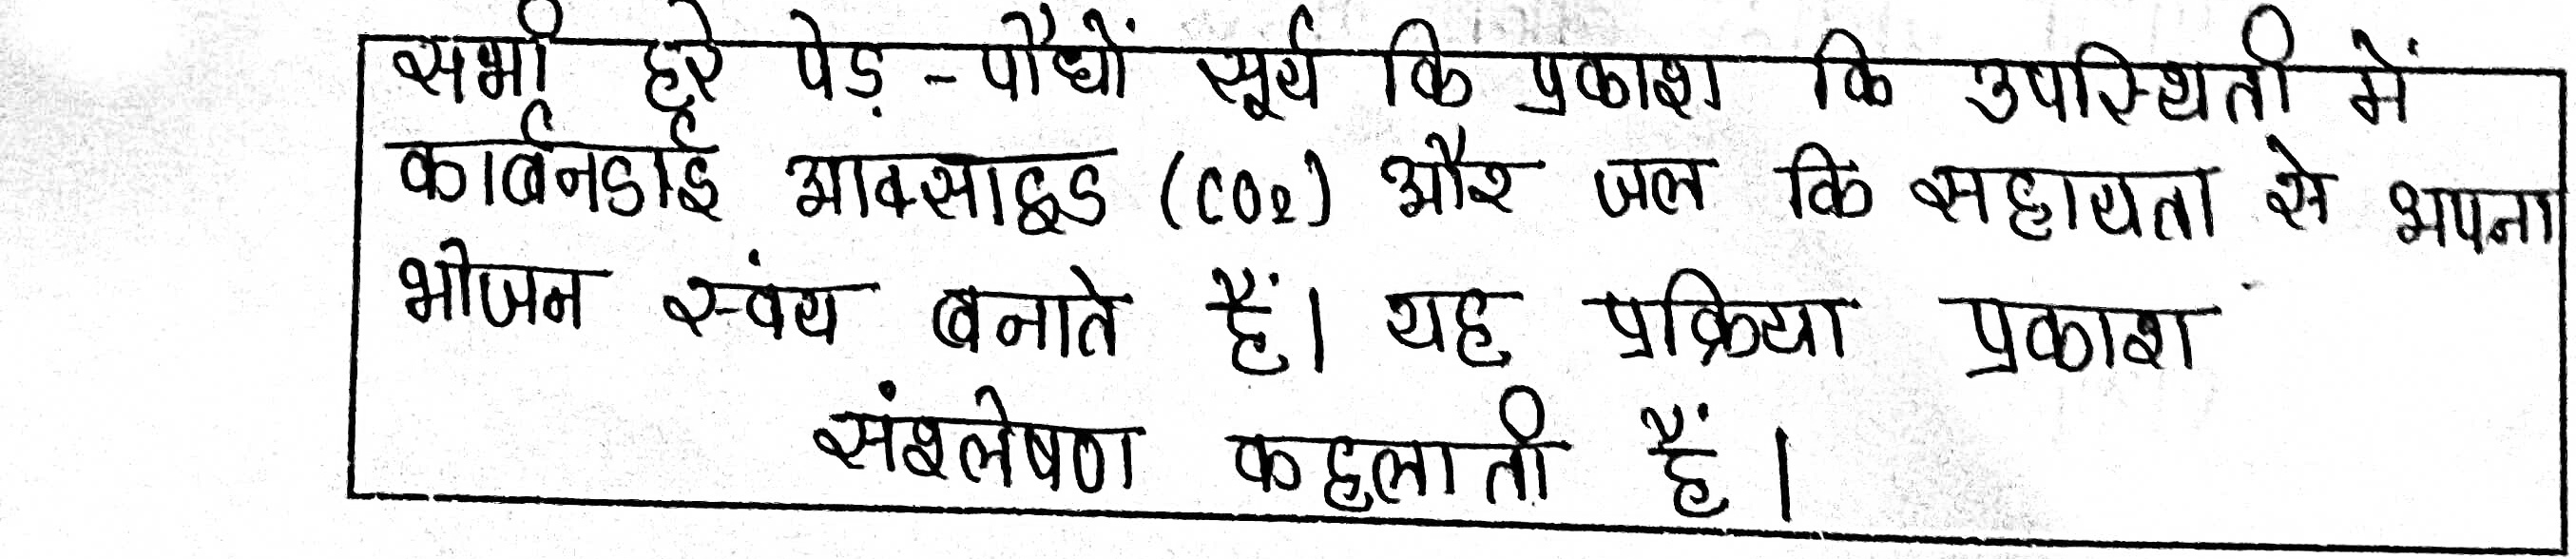 सभी हरे पेड़ -पौधों सूर्य कि प्रकाश कि उपस्थिती में
कार्बनडाई आक्साइड (CO2) और जल कि सहायता से अपना
भोजन स्वंय बनाते हैं। यह प्रक्रिया प्रकाश
संश्लेषण कहलाती हैं।